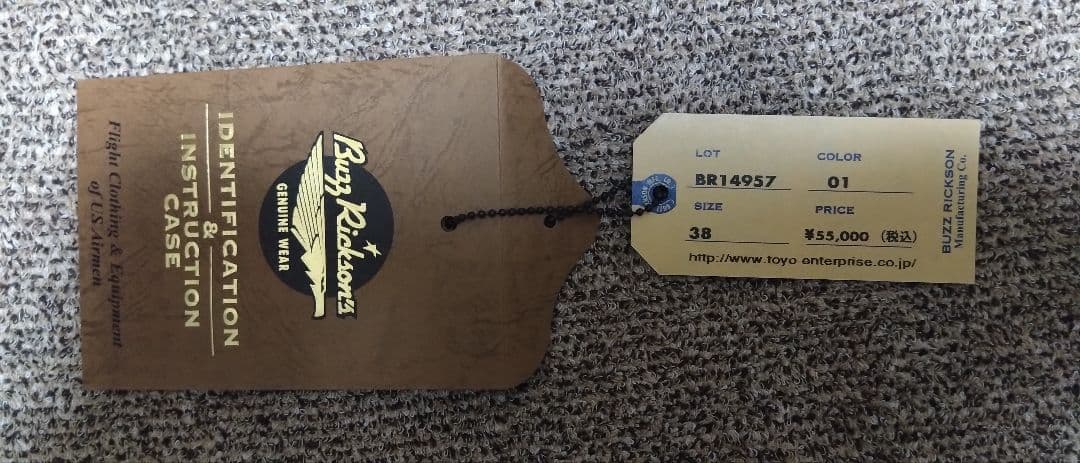 Buzz Rickson's
GENUINE WEAR
IDENTIFICATION
&
INSTRUCTION
CASE
Flight Clothing & Equipment
of US Airmen
LOT
BR14957
COLOR
01
SIZE
38
PRICE
¥55,000 (税込)
http://www.toyo-enterprise.co.jp/
BUZZ RICKSON
Manufacturing Co.